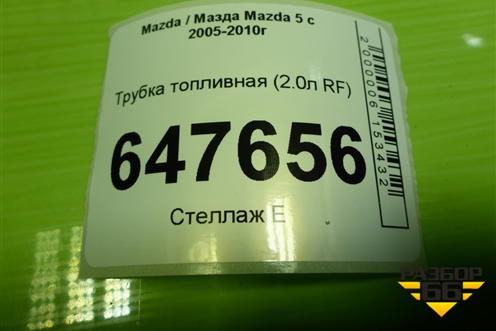 Mazda / Мазда Mazda 5 с
2005-2010г
Трубка топливная (2.0л RF)
647656
Стеллаж E
2000006153432
РАЗБОР
66